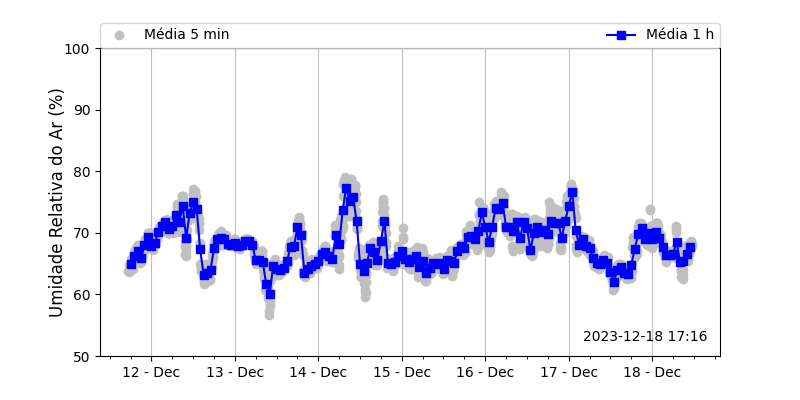 Média 5 min
Média 1 h
Umidade Relativa do Ar (%)
100
90
80
70
60
50
2023-12-18 17:16
12 - Dec
13 - Dec
14 - Dec
15 - Dec
16 - Dec
17 - Dec
18 - Dec